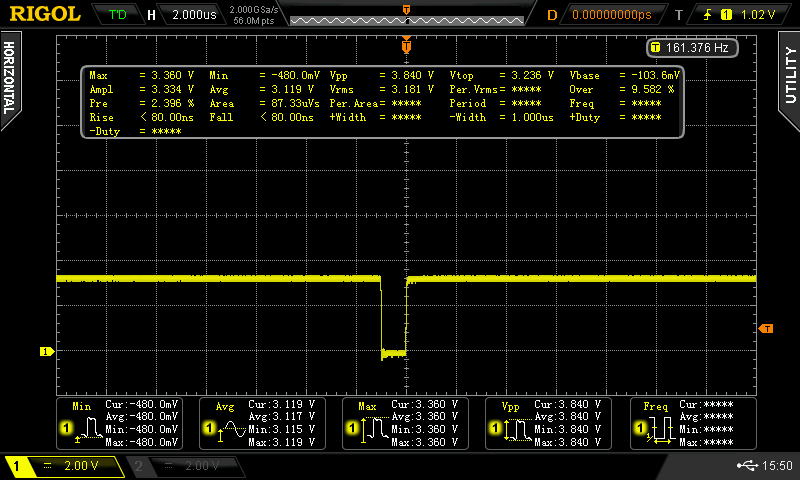 RIGOL T'D H 2.000us 2.000GSa/s 56.0M pts T D 0.00000000ps T 1 1.02 V
HORIZONTAL
UTILITY
T
T 161.376 Hz
Max = 3.360 V Min = -480.0mV Vpp = 3.840 V Vtop = 3.236 V Vbase = -103.6mV
Ampl = 3.334 V Avg = 3.119 V Vrms = 3.181 V Per.Vrms= ***** Over = 9.582 %
Pre = 2.396 % Area = 87.33uVs Per.Area= ***** Period = ***** Freq = *****
Rise < 80.00ns Fall < 80.00ns +Width = ***** -Width = 1.000us +Duty = *****
-Duty = *****
T
1
Min Cur:-480.0mV Avg Cur:3.119 V Max Cur:3.360 V Vpp Cur:3.840 V Freq Cur:*****
Avg:-480.0mV Avg:3.117 V Avg:3.360 V Avg:3.840 V Avg:*****
1 Min:-480.0mV 1 Min:3.115 V 1 Min:3.360 V 1 Min:3.840 V 1 Min:*****
Max:-480.0mV Max:3.119 V Max:3.360 V Max:3.840 V Max:*****
1 2.00 V 2 2.00 V 15:50